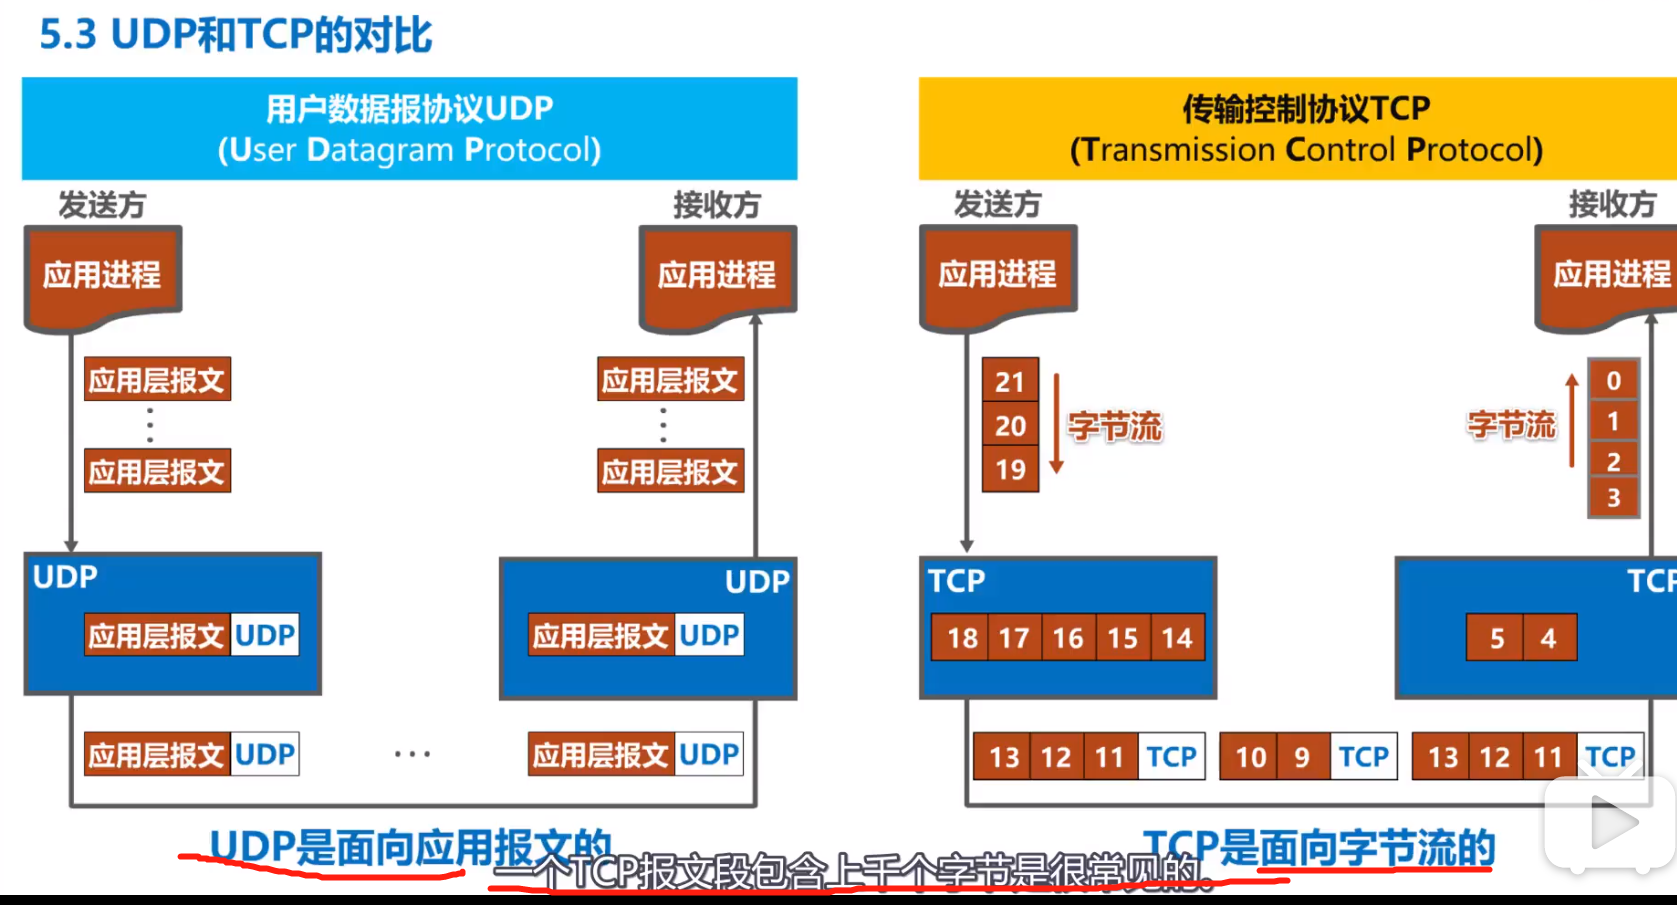 5.3 UDP和TCP的对比
用户数据报协议UDP
(User Datagram Protocol)
发送方
接收方
应用进程
应用进程
应用层报文
应用层报文
应用层报文
应用层报文
UDP
应用层报文 UDP
UDP
应用层报文 UDP
应用层报文 UDP
…
应用层报文 UDP
UDP是面向应用报文的
传输控制协议TCP
(Transmission Control Protocol)
发送方
接收方
应用进程
应用进程
21
20
19
字节流
字节流
0
1
2
3
TCP
18 17 16 15 14
TCP
5 4
13 12 11 TCP
10 9 TCP
13 12 11 TCP
TCP是面向字节流的
一个TCP报文段包含上千个字节是很常见的。